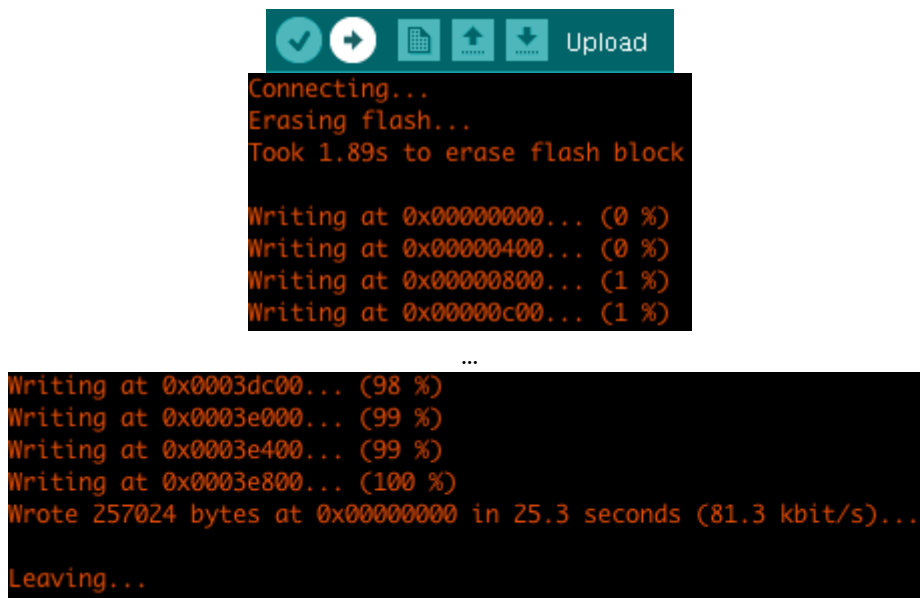 Upload
Connecting...
Erasing flash...
Took 1.89s to erase flash block
Writing at 0x00000000... (0 %)
Writing at 0x00000400... (0 %)
Writing at 0x00000800... (1 %)
Writing at 0x00000c00... (1 %)
...
Writing at 0x0003dc00... (98 %)
Writing at 0x0003e000... (99 %)
Writing at 0x0003e400... (99 %)
Writing at 0x0003e800... (100 %)
Wrote 257024 bytes at 0x00000000 in 25.3 seconds (81.3 kbit/s)...
Leaving...